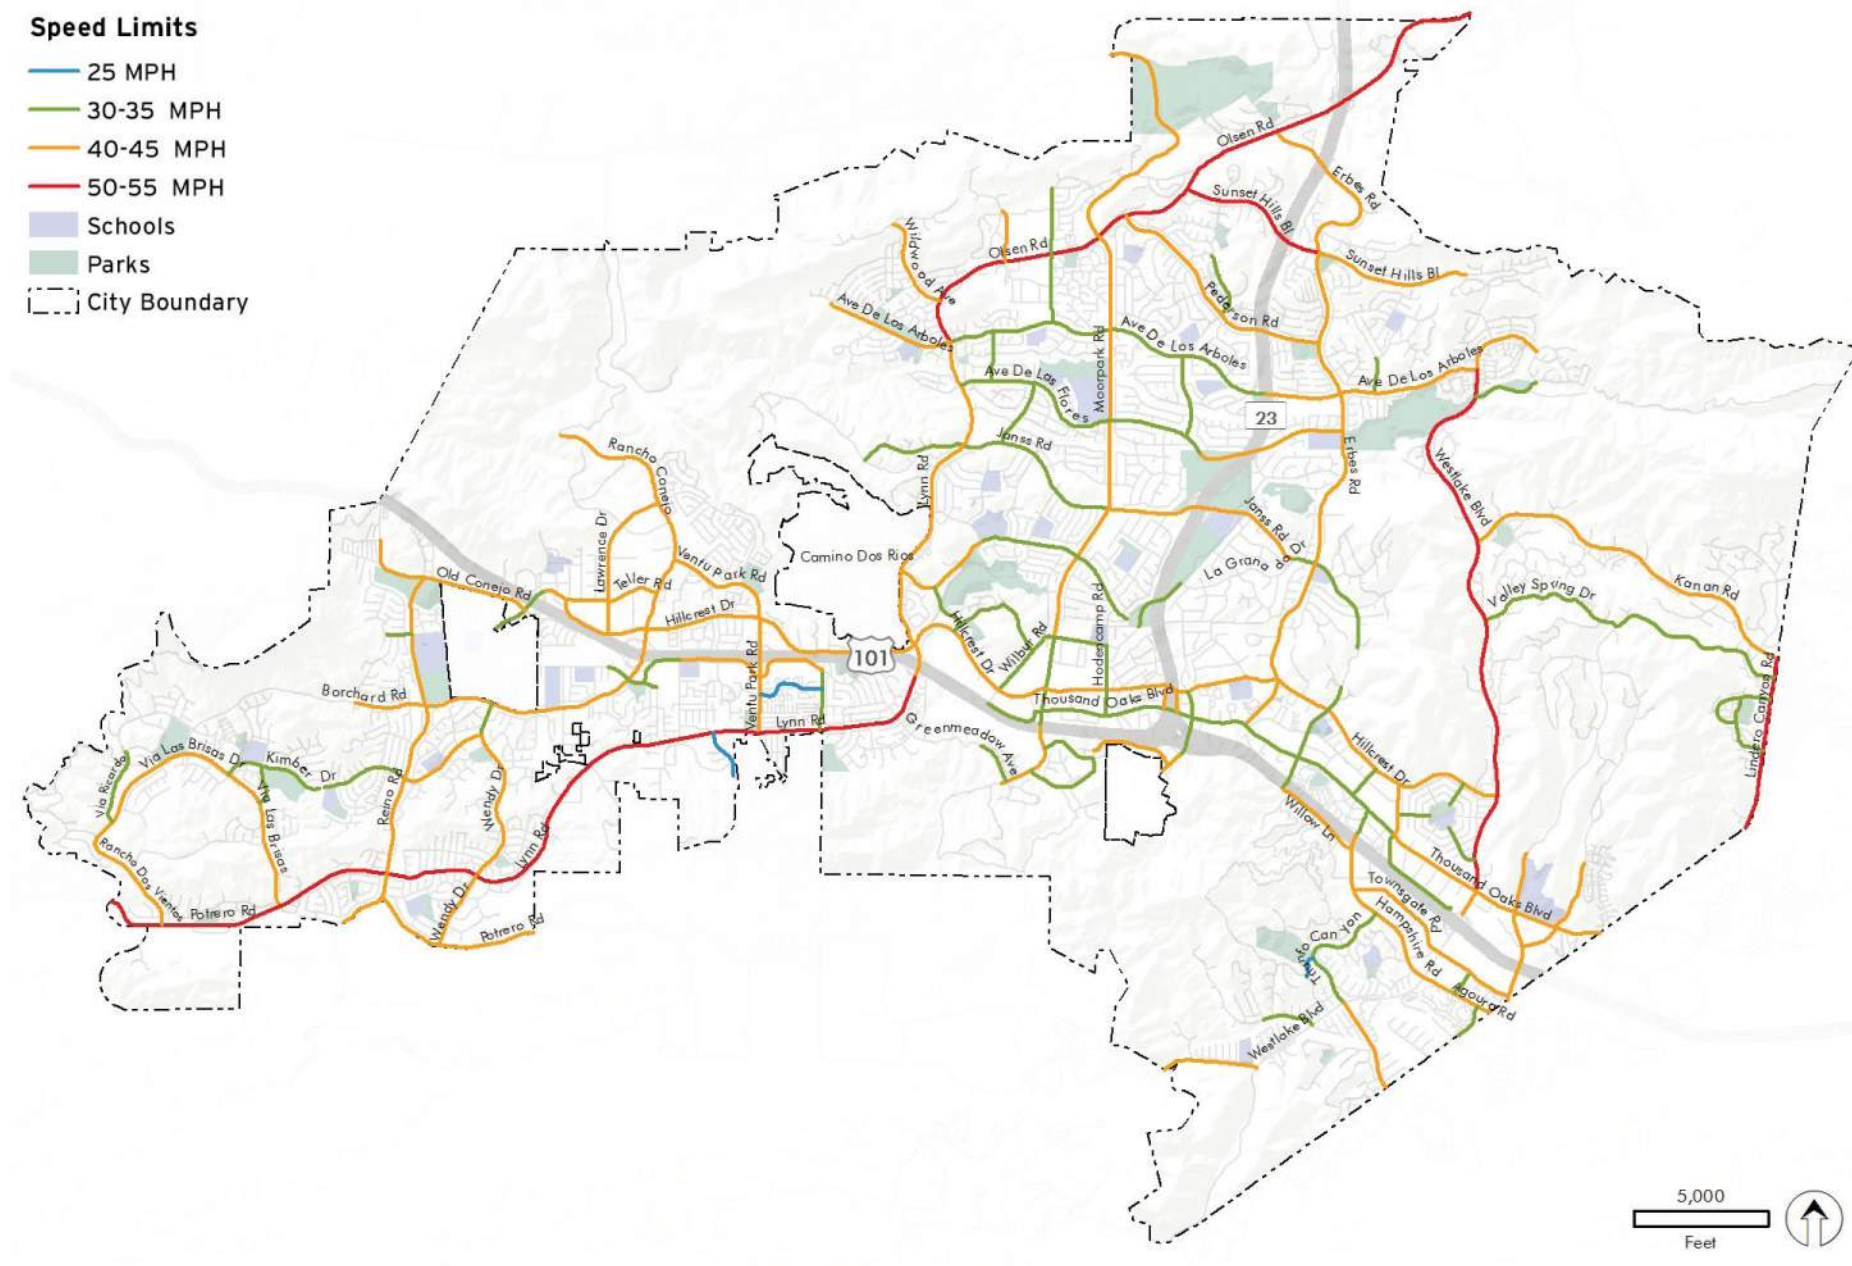 Speed Limits
25 MPH
30-35 MPH
40-45 MPH
50-55 MPH
Schools
Parks
City Boundary
Olsen Rd
Erbes Rd
Sunset Hills Bl
Sunset Hills Bl
Wildwood Ave
Olsen Rd
Ave De Los Arboles
Pederson Rd
Moorpark Rd
Ave De Los Arboles
Ave De Las Flores
Ave De Los Arboles
23
Janss Rd
Erbes Rd
Rancho Conejo
Lynn Rd
Westlake Blvd
Janss Rd
Lawrence Dr
Ventu Park Rd
Camino Dos Rios
La Grana da Dr
Old Conejo Rd
Teller Rd
Hillcrest Dr
Hodencamp Rd
Kanan Rd
Valley Spring Dr
Hillcrest Dr
Wilbur Rd
101
Ventu Park Rd
Borchard Rd
Thousand Oaks Blvd
Lynn Rd
Greenmeadow Ave
Lindero Canyon Rd
Via Las Brisas Dr
Kimber Dr
Via Ricardo
Via Las Brisas
Reino Rd
Wendy Dr
Hillcrest Dr
Willow Ln
Lynn Rd
Rancho Dos Vientos
Thousand Oaks Blvd
Townsgate Rd
Potrero Rd
Wendy Dr
Potrero Rd
Hampshire Rd
Triunfo Canyon
Agoura Rd
Westlake Blvd
5,000
Feet